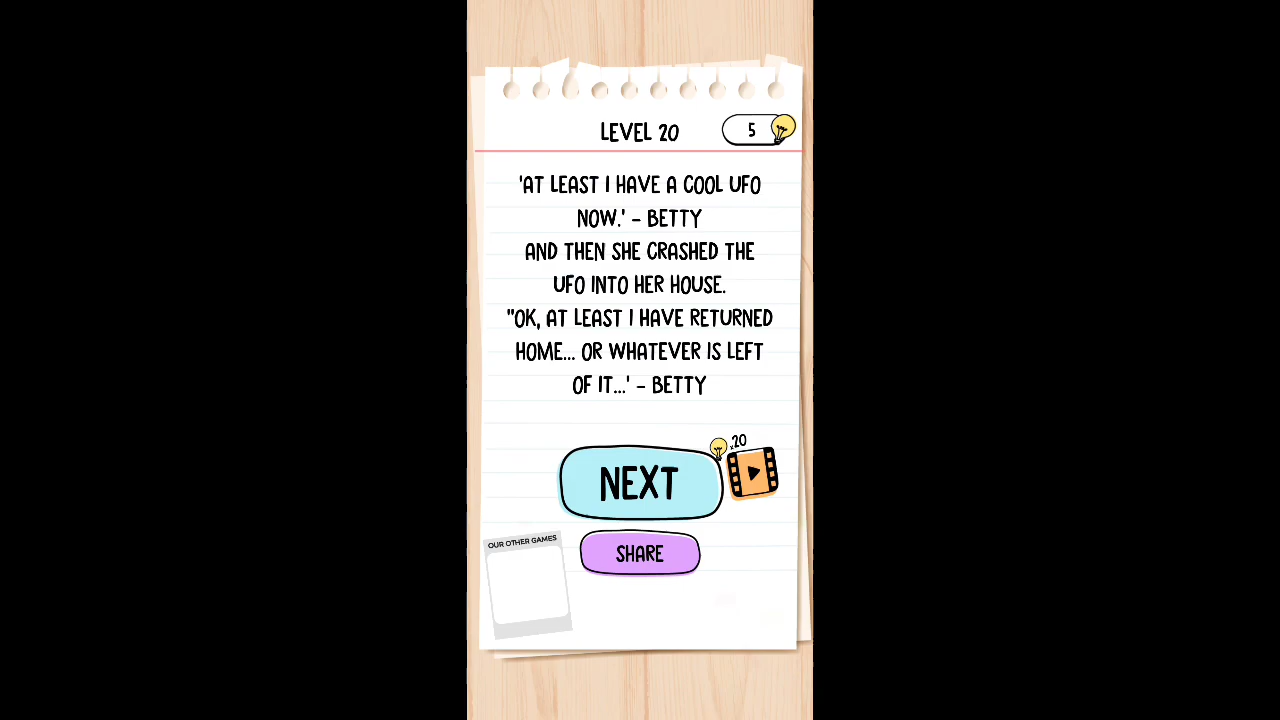 LEVEL 20
5
'AT LEAST I HAVE A COOL UFO
NOW.' - BETTY
AND THEN SHE CRASHED THE
UFO INTO HER HOUSE.
"OK, AT LEAST I HAVE RETURNED
HOME... OR WHATEVER IS LEFT
OF IT...' - BETTY
x20
NEXT
SHARE
OUR OTHER GAMES